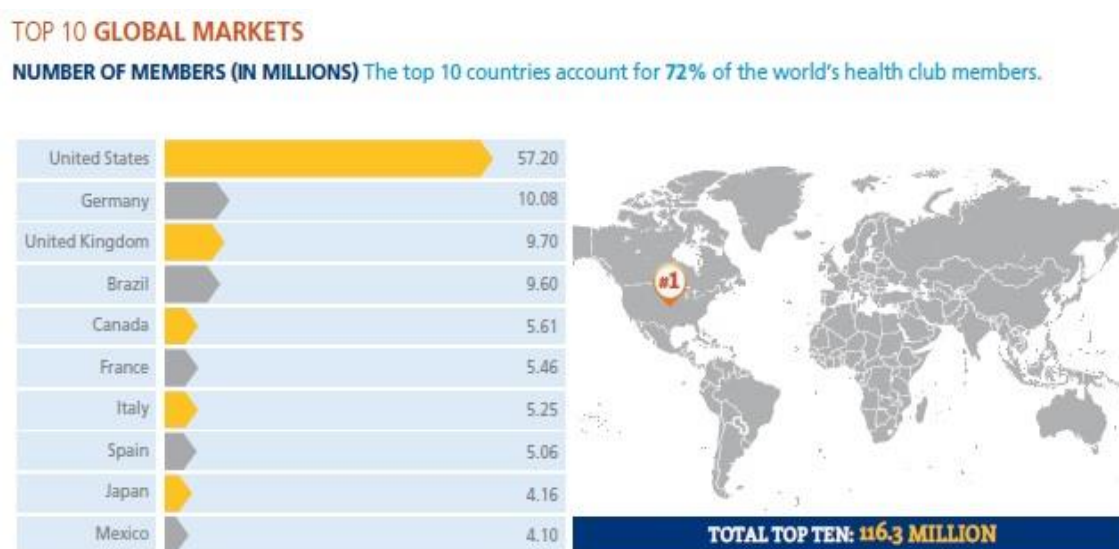 TOP 10 GLOBAL MARKETS
NUMBER OF MEMBERS (IN MILLIONS) The top 10 countries account for 72% of the world's health club members.
United States 57.20
Germany 10.08
United Kingdom 9.70
Brazil 9.60
Canada 5.61
France 5.46
Italy 5.25
Spain 5.06
Japan 4.16
Mexico 4.10
#1
TOTAL TOP TEN: 116.3 MILLION